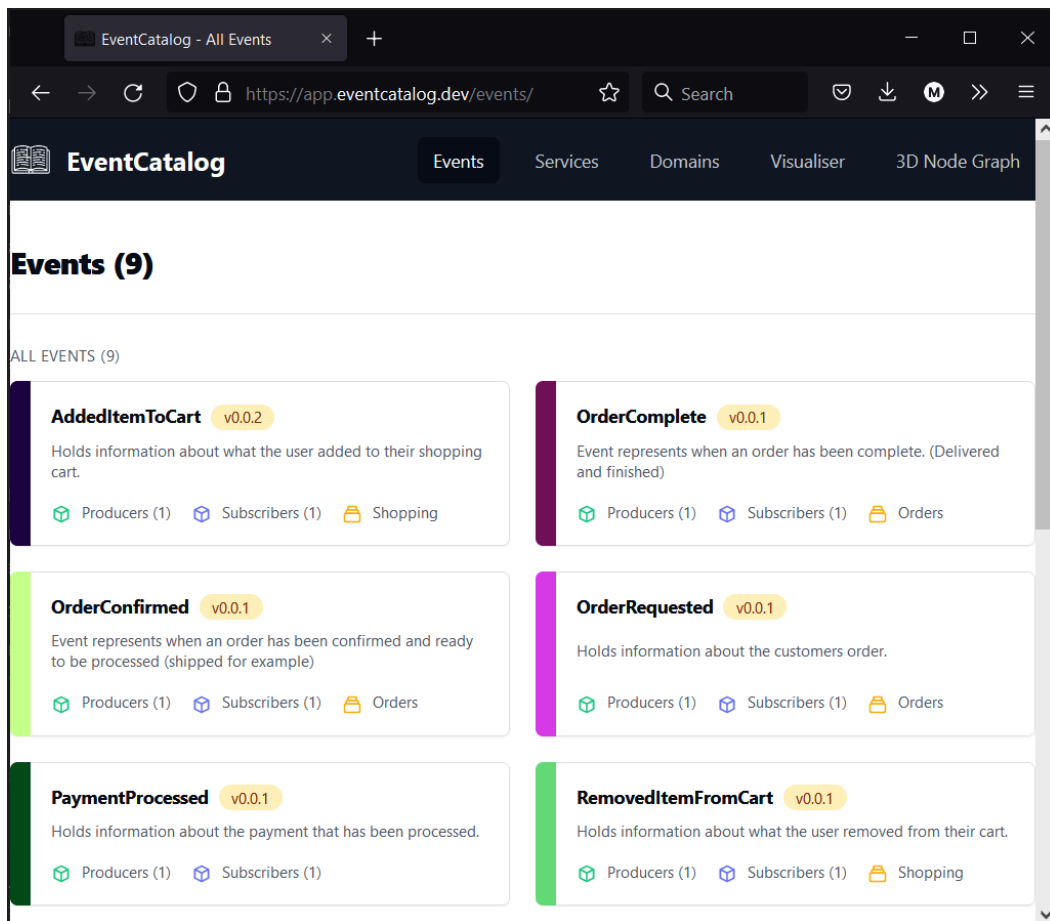 EventCatalog - All Events
https://app.eventcatalog.dev/events/
Search
M
EventCatalog
Events
Services
Domains
Visualiser
3D Node Graph
Events (9)
ALL EVENTS (9)
AddedItemToCart v0.0.2
Holds information about what the user added to their shopping
cart.
Producers (1) Subscribers (1) Shopping
OrderComplete v0.0.1
Event represents when an order has been complete. (Delivered
and finished)
Producers (1) Subscribers (1) Orders
OrderConfirmed v0.0.1
Event represents when an order has been confirmed and ready
to be processed (shipped for example)
Producers (1) Subscribers (1) Orders
OrderRequested v0.0.1
Holds information about the customers order.
Producers (1) Subscribers (1) Orders
PaymentProcessed v0.0.1
Holds information about the payment that has been processed.
Producers (1) Subscribers (1)
RemovedItemFromCart v0.0.1
Holds information about what the user removed from their cart.
Producers (1) Subscribers (1) Shopping